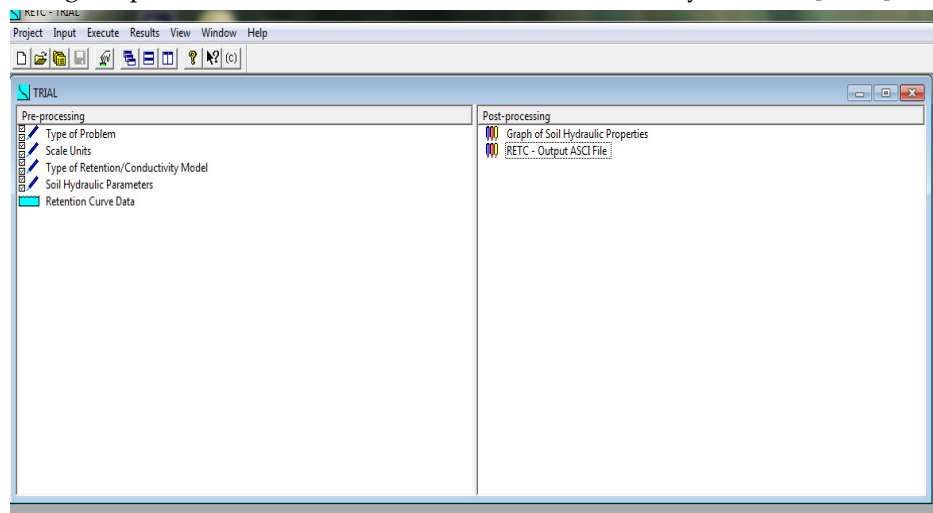 RETC - TRIAL
Project Input Execute Results View Window Help
(c)
TRIAL
Pre-processing
Type of Problem
Scale Units
Type of Retention/Conductivity Model
Soil Hydraulic Parameters
Retention Curve Data
Post-processing
Graph of Soil Hydraulic Properties
RETC - Output ASCI File